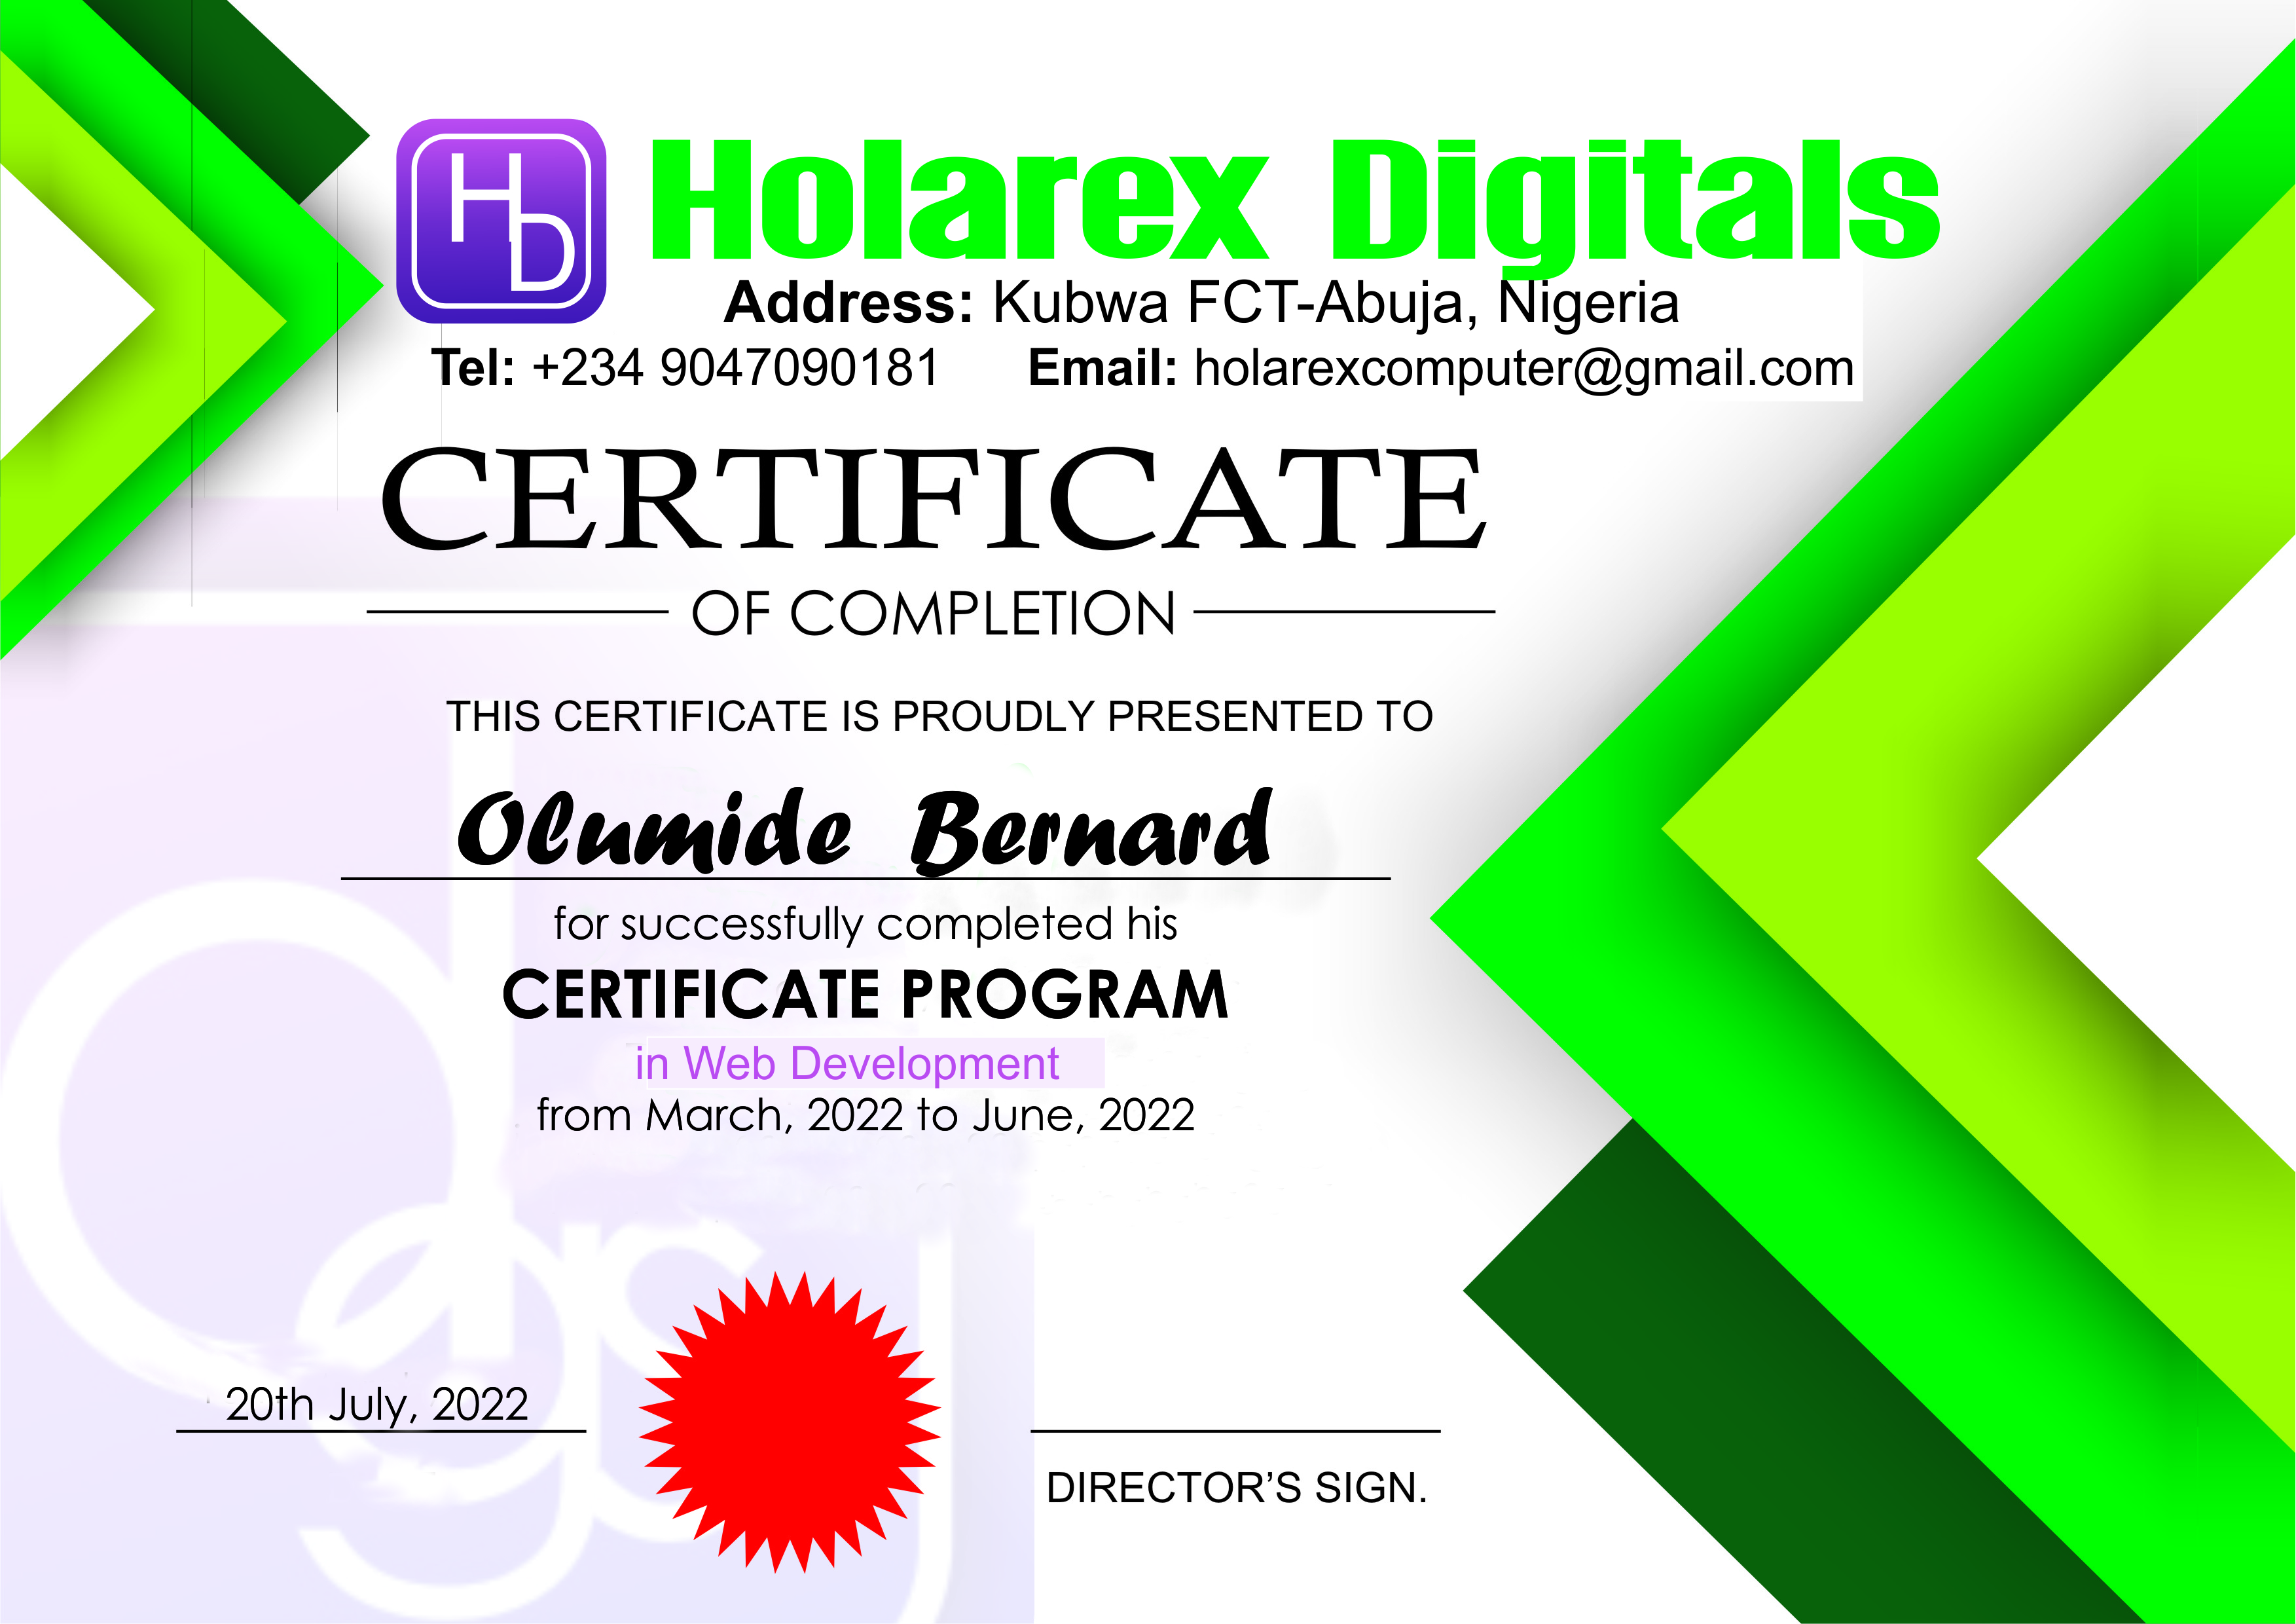 HD
Holarex Digitals
Address: Kubwa FCT-Abuja, Nigeria
Tel: +234 9047090181 Email: holarexcomputer@gmail.com
CERTIFICATE
OF COMPLETION
THIS CERTIFICATE IS PROUDLY PRESENTED TO
Olumide Bernard
for successfully completed his
CERTIFICATE PROGRAM
in Web Development
from March, 2022 to June, 2022
20th July, 2022
DIRECTOR’S SIGN.